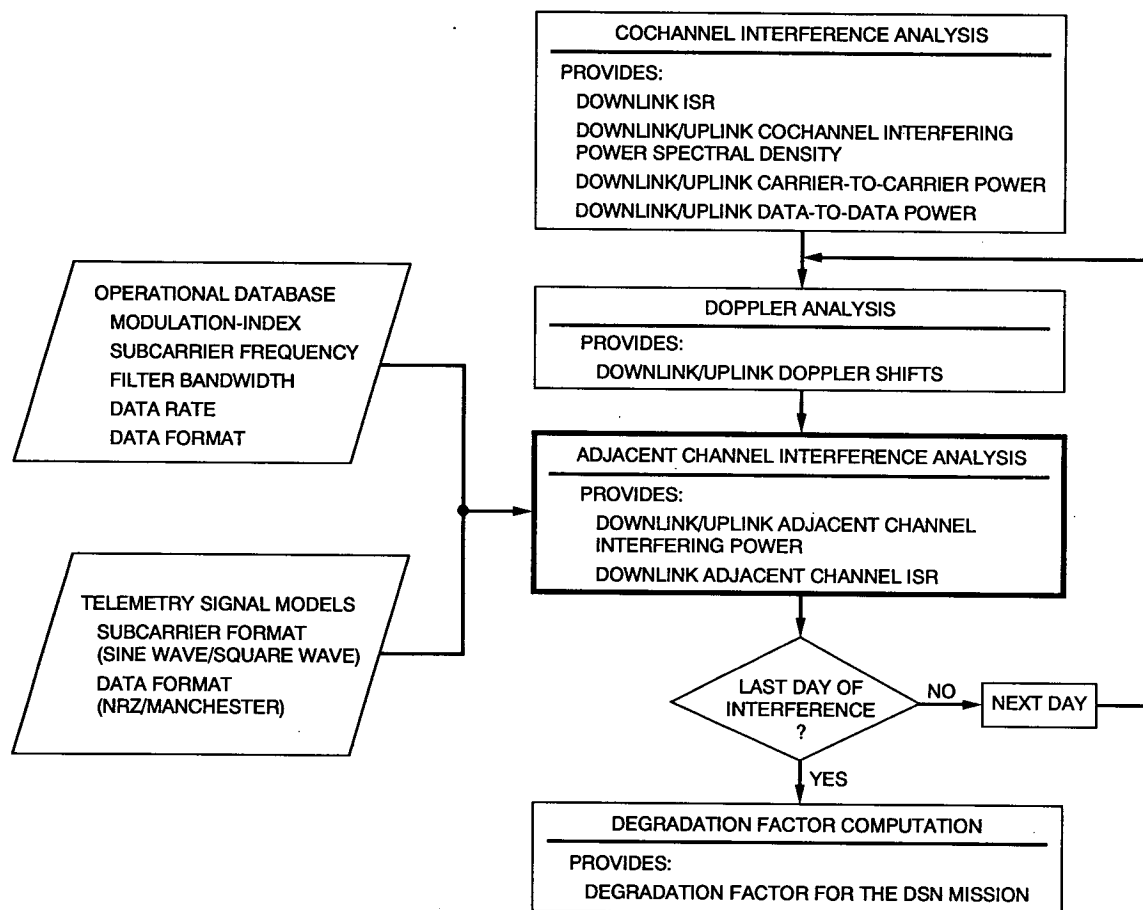 COCHANNEL INTERFERENCE ANALYSIS
PROVIDES:
DOWNLINK ISR
DOWNLINK/UPLINK COCHANNEL INTERFERING
POWER SPECTRAL DENSITY
DOWNLINK/UPLINK CARRIER-TO-CARRIER POWER
DOWNLINK/UPLINK DATA-TO-DATA POWER
OPERATIONAL DATABASE
MODULATION-INDEX
SUBCARRIER FREQUENCY
FILTER BANDWIDTH
DATA RATE
DATA FORMAT
DOPPLER ANALYSIS
PROVIDES:
DOWNLINK/UPLINK DOPPLER SHIFTS
ADJACENT CHANNEL INTERFERENCE ANALYSIS
PROVIDES:
DOWNLINK/UPLINK ADJACENT CHANNEL
INTERFERING POWER
DOWNLINK ADJACENT CHANNEL ISR
TELEMETRY SIGNAL MODELS
SUBCARRIER FORMAT
(SINE WAVE/SQUARE WAVE)
DATA FORMAT
(NRZ/MANCHESTER)
LAST DAY OF
INTERFERENCE
?
NO
NEXT DAY
YES
DEGRADATION FACTOR COMPUTATION
PROVIDES:
DEGRADATION FACTOR FOR THE DSN MISSION